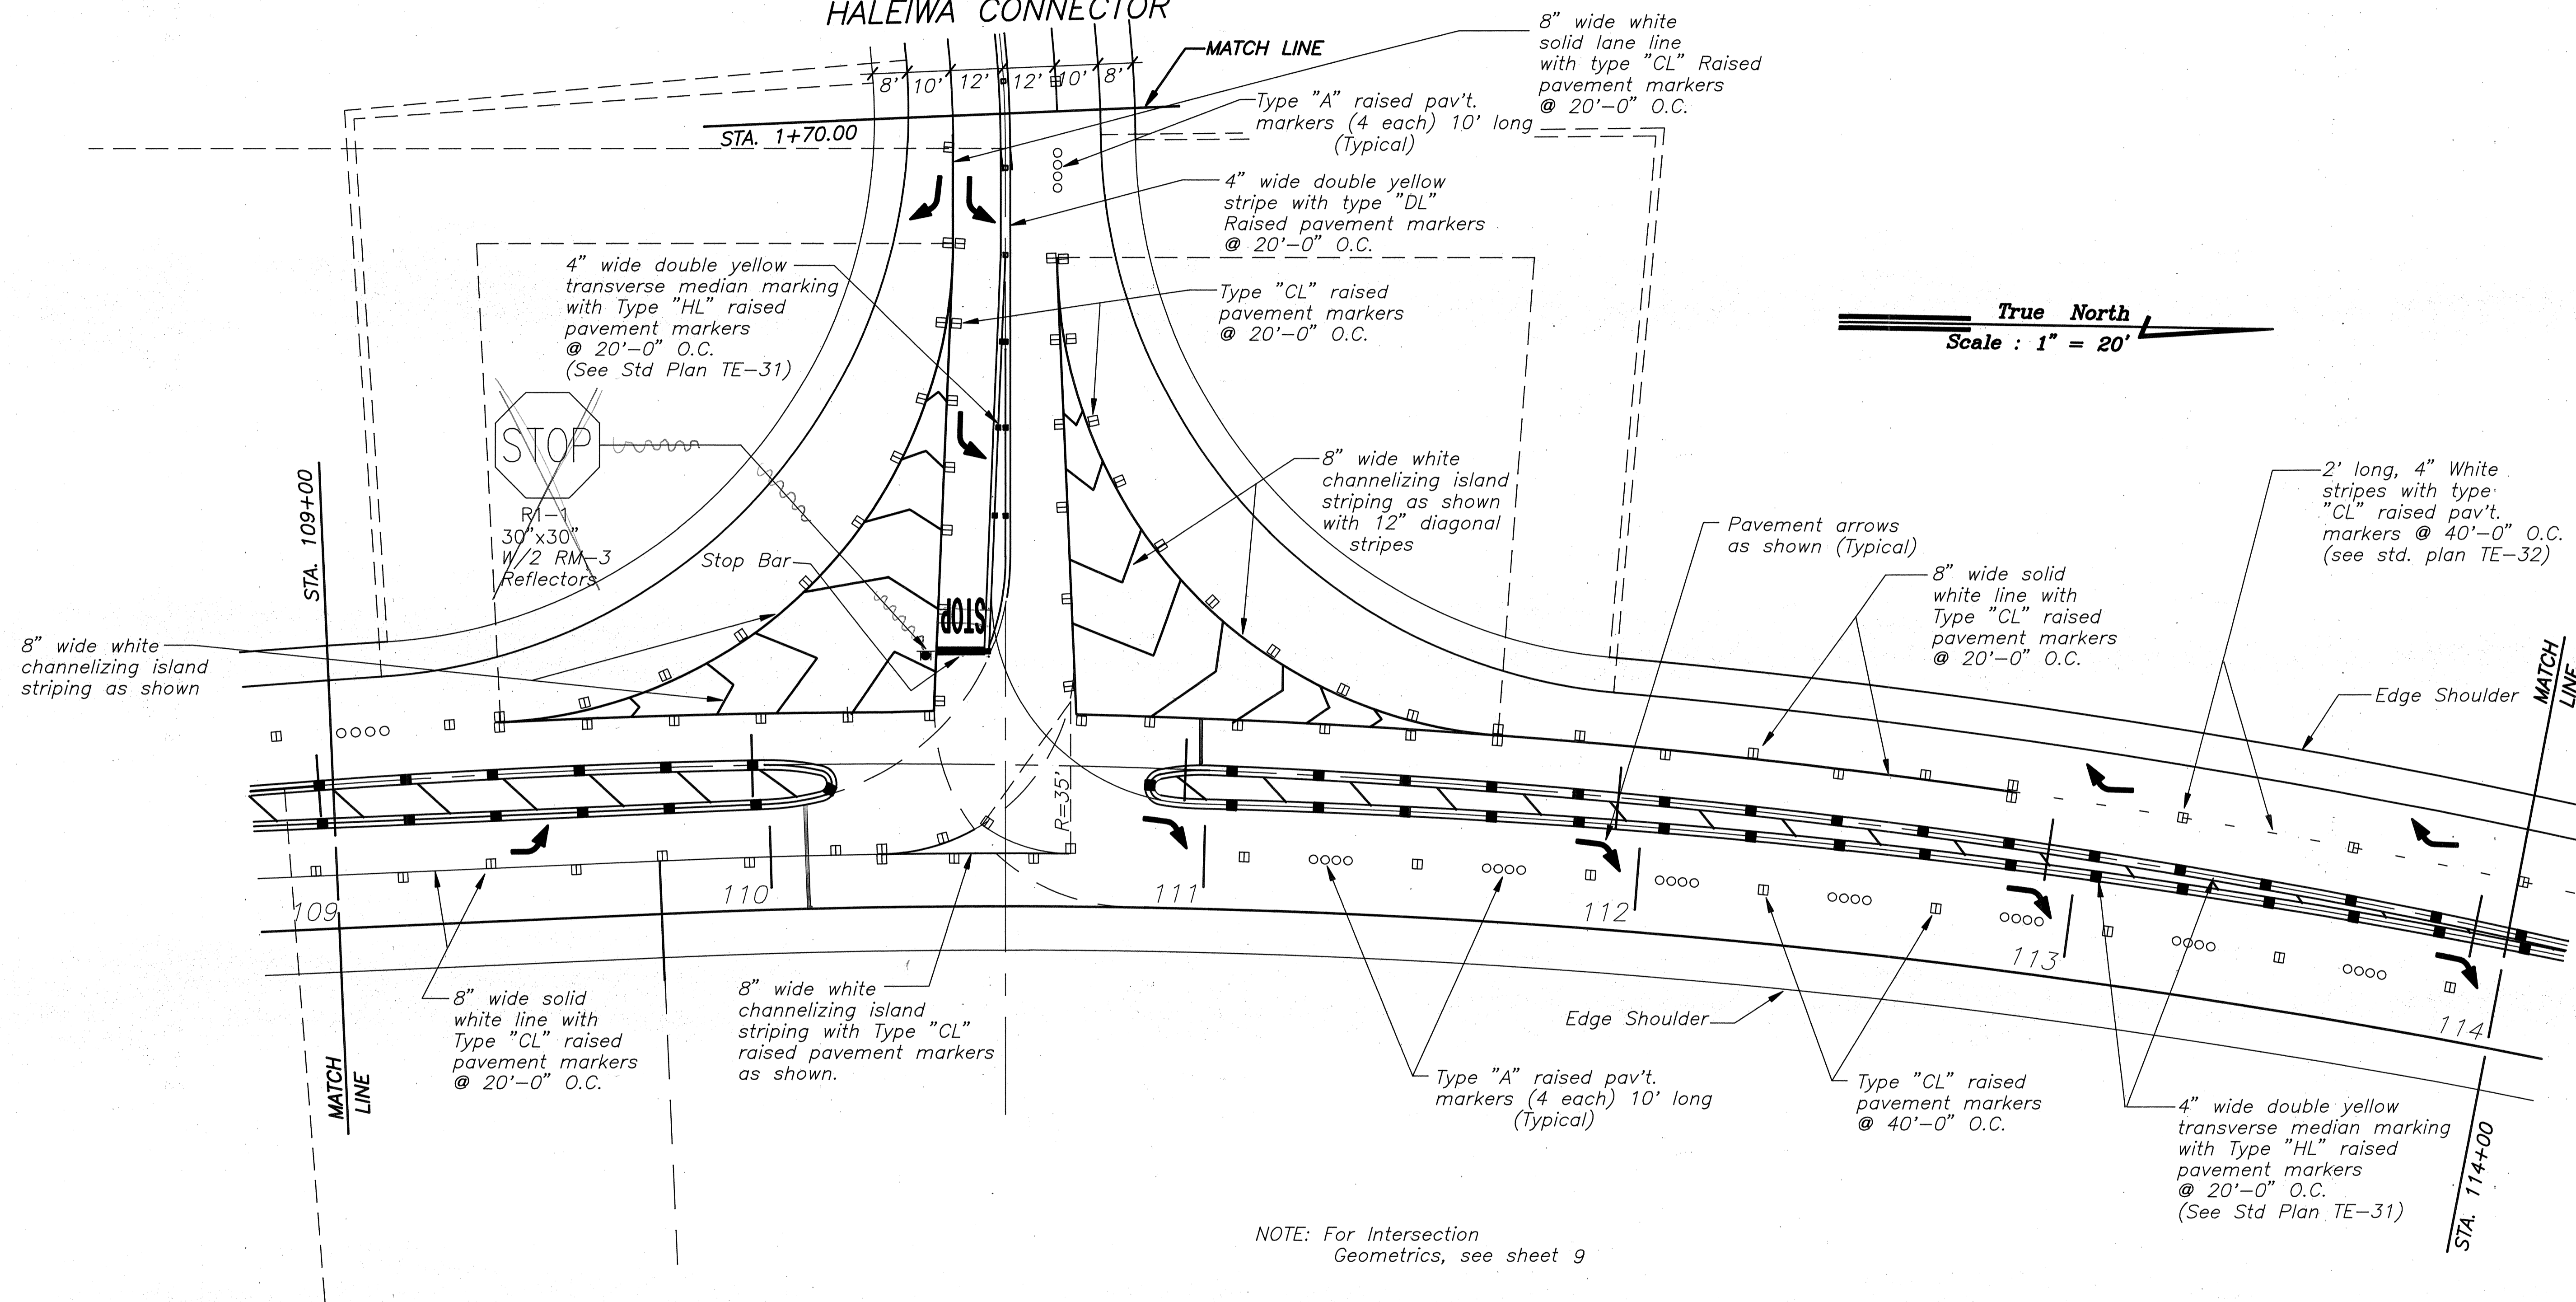 HALEIWA CONNECTOR
MATCH LINE
8' 10' 12' 12' 10' 8'
STA. 1+70.00
8" wide white
solid lane line
with type "CL" Raised
pavement markers
@ 20'-0" O.C.
Type "A" raised pav't.
markers (4 each) 10' long
(Typical)
4" wide double yellow
stripe with type "DL"
Raised pavement markers
@ 20'-0" O.C.
4" wide double yellow
transverse median marking
with Type "HL" raised
pavement markers
@ 20'-0" O.C.
(See Std Plan TE-31)
Type "CL" raised
pavement markers
@ 20'-0" O.C.
True North
Scale : 1" = 20'
STOP
R1-1
30"x30"
W/2 RM-3
Reflectors
Stop Bar
STOP
8" wide white
channelizing island
striping as shown
with 12" diagonal
stripes
Pavement arrows
as shown (Typical)
2' long, 4" White
stripes with type
"CL" raised pav't.
markers @ 40'-0" O.C.
(see std. plan TE-32)
8" wide solid
white line with
Type "CL" raised
pavement markers
@ 20'-0" O.C.
Edge Shoulder
MATCH
LINE
STA. 109+00
8" wide white
channelizing island
striping as shown
R=35'
109
110
111
112
113
114
MATCH
LINE
8" wide solid
white line with
Type "CL" raised
pavement markers
@ 20'-0" O.C.
8" wide white
channelizing island
striping with Type "CL"
raised pavement markers
as shown.
Edge Shoulder
Type "A" raised pav't.
markers (4 each) 10' long
(Typical)
Type "CL" raised
pavement markers
@ 40'-0" O.C.
4" wide double yellow
transverse median marking
with Type "HL" raised
pavement markers
@ 20'-0" O.C.
(See Std Plan TE-31)
STA. 114+00
NOTE: For Intersection
Geometrics, see sheet 9